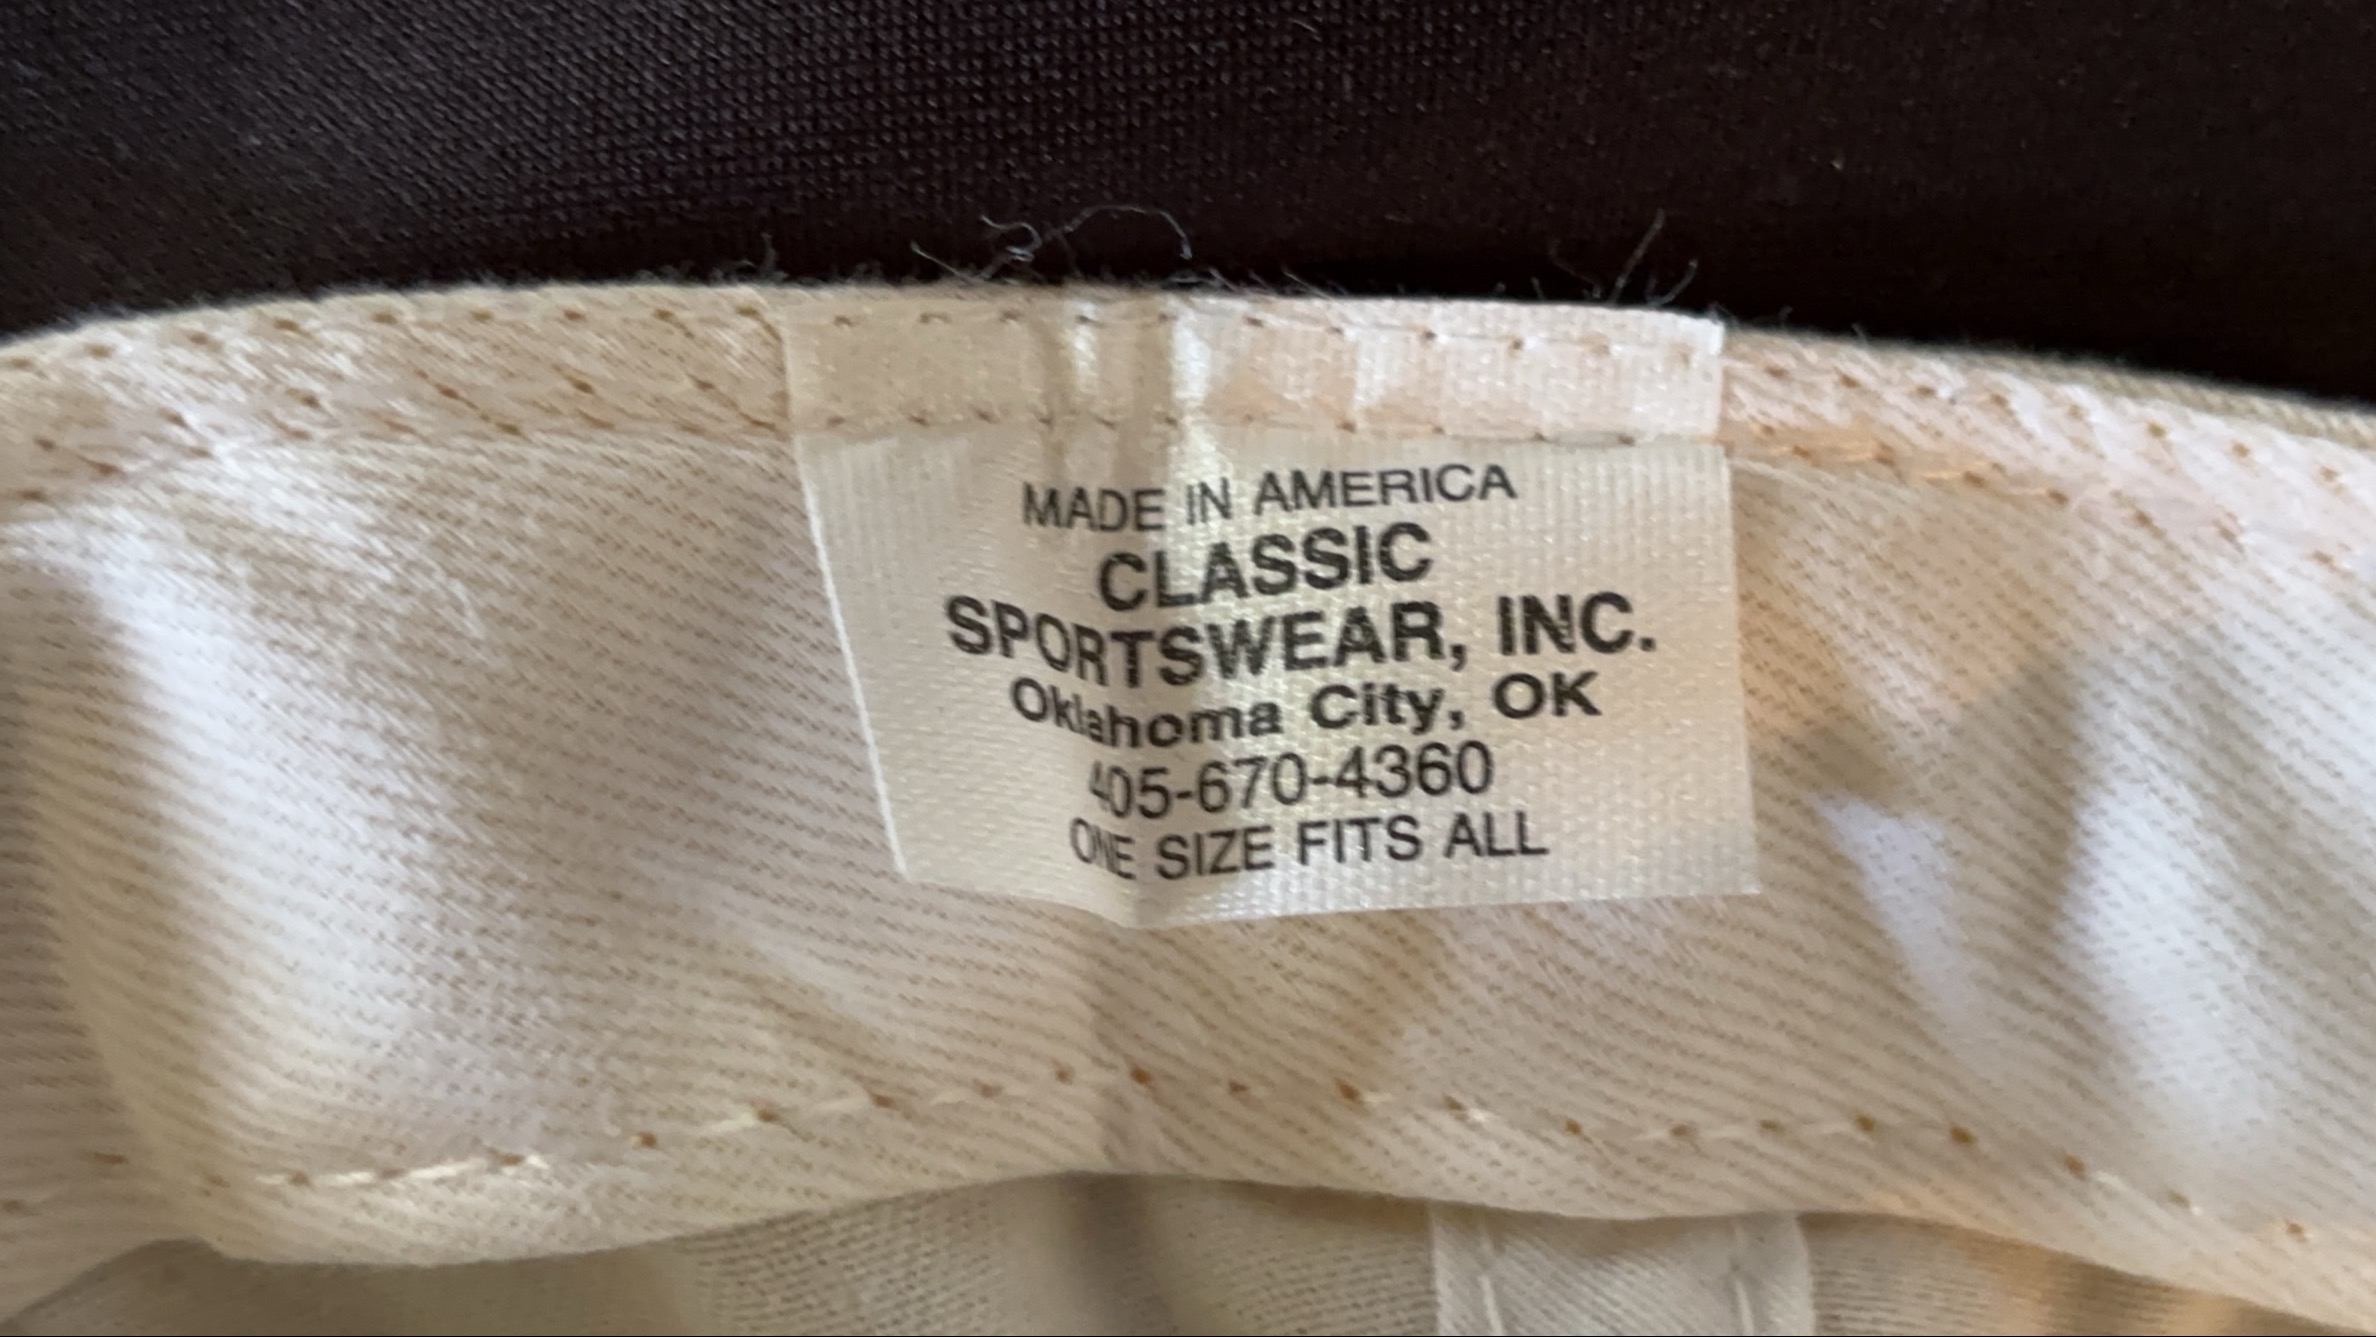 MADE IN AMERICA
CLASSIC
SPORTSWEAR, INC.
Oklahoma City, OK
405-670-4360
ONE SIZE FITS ALL